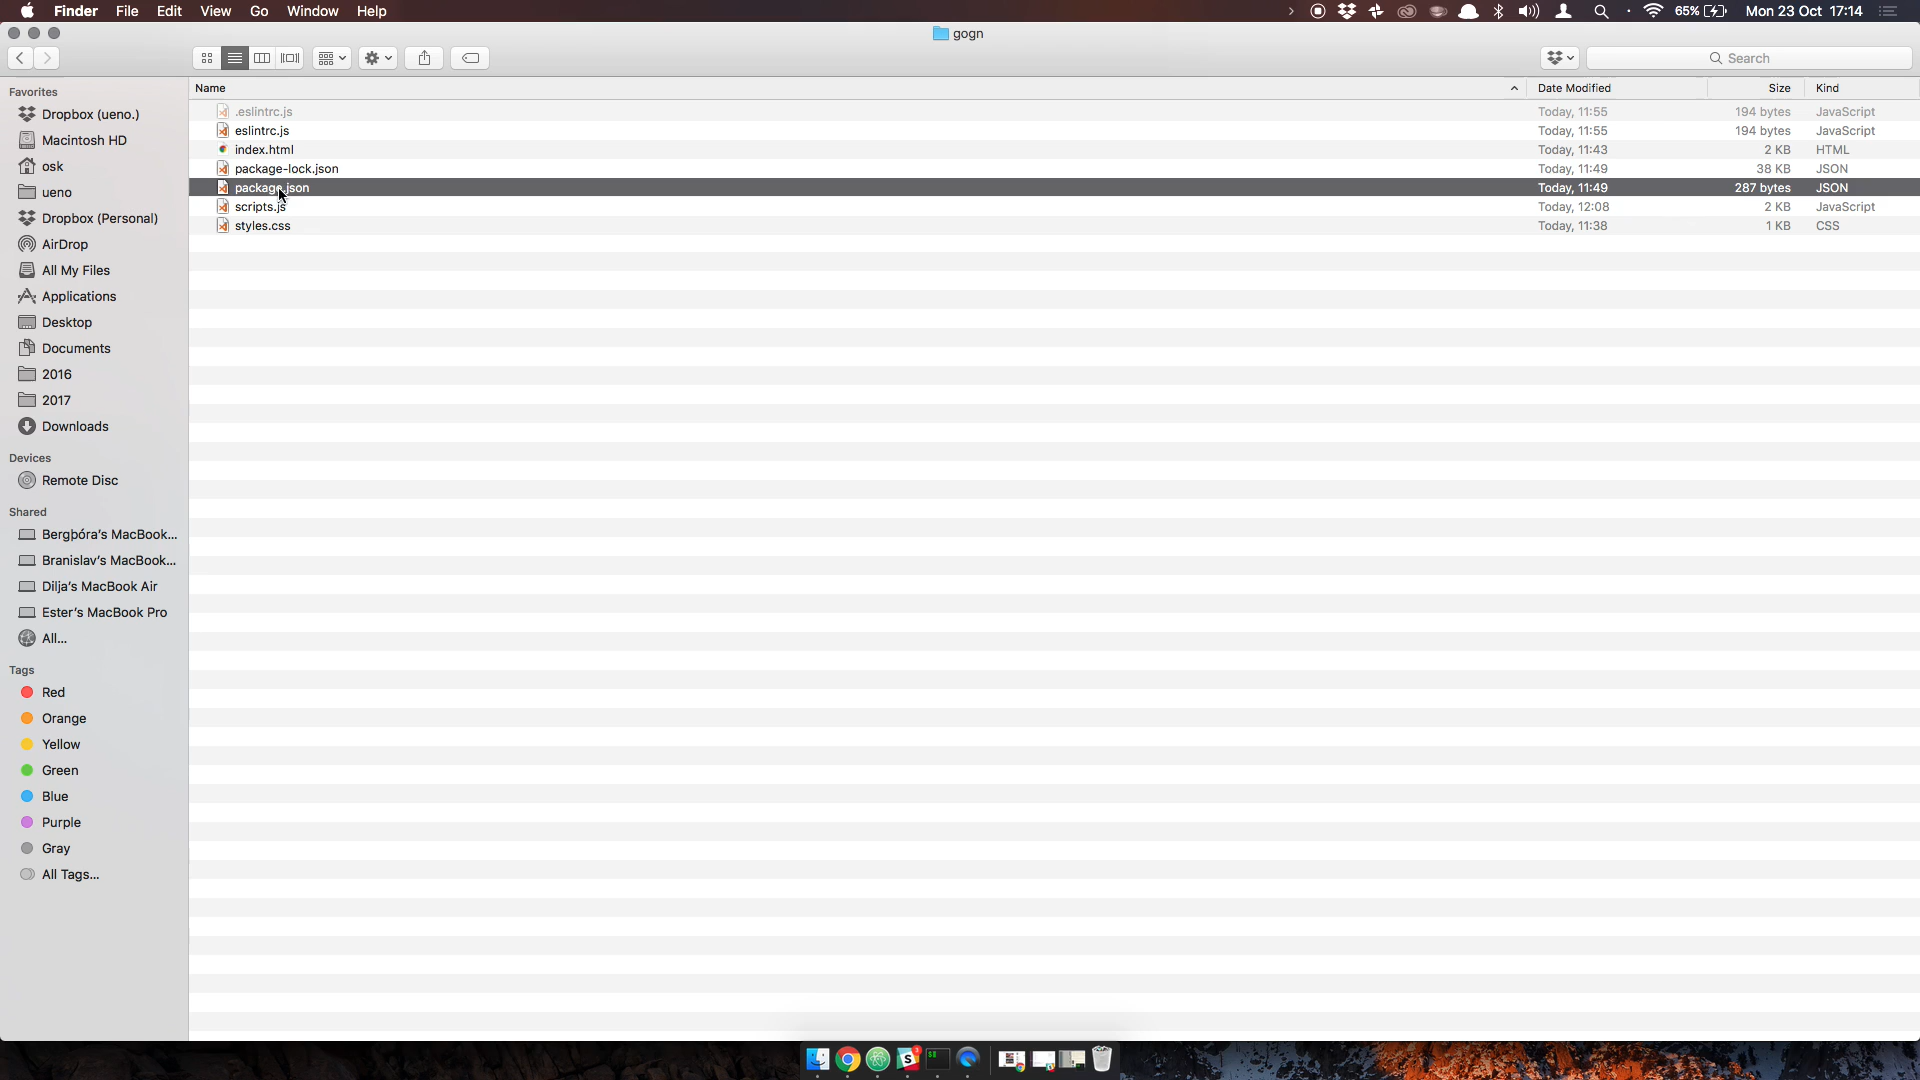 Finder File Edit View Go Window Help 65% Mon 23 Oct 17:14
gogn
Search
Name Date Modified Size Kind
.eslintrc.js Today, 11:55 194 bytes JavaScript
eslintrc.js Today, 11:55 194 bytes JavaScript
index.html Today, 11:43 2 KB HTML
package-lock.json Today, 11:49 38 KB JSON
package.json Today, 11:49 287 bytes JSON
scripts.js Today, 12:08 2 KB JavaScript
styles.css Today, 11:38 1 KB CSS
Favorites
Dropbox (ueno.)
Macintosh HD
osk
ueno
Dropbox (Personal)
AirDrop
All My Files
Applications
Desktop
Documents
2016
2017
Downloads
Devices
Remote Disc
Shared
Bergþóra's MacBook...
Branislav's MacBook...
Dilja's MacBook Air
Ester's MacBook Pro
All...
Tags
Red
Orange
Yellow
Green
Blue
Purple
Gray
All Tags...